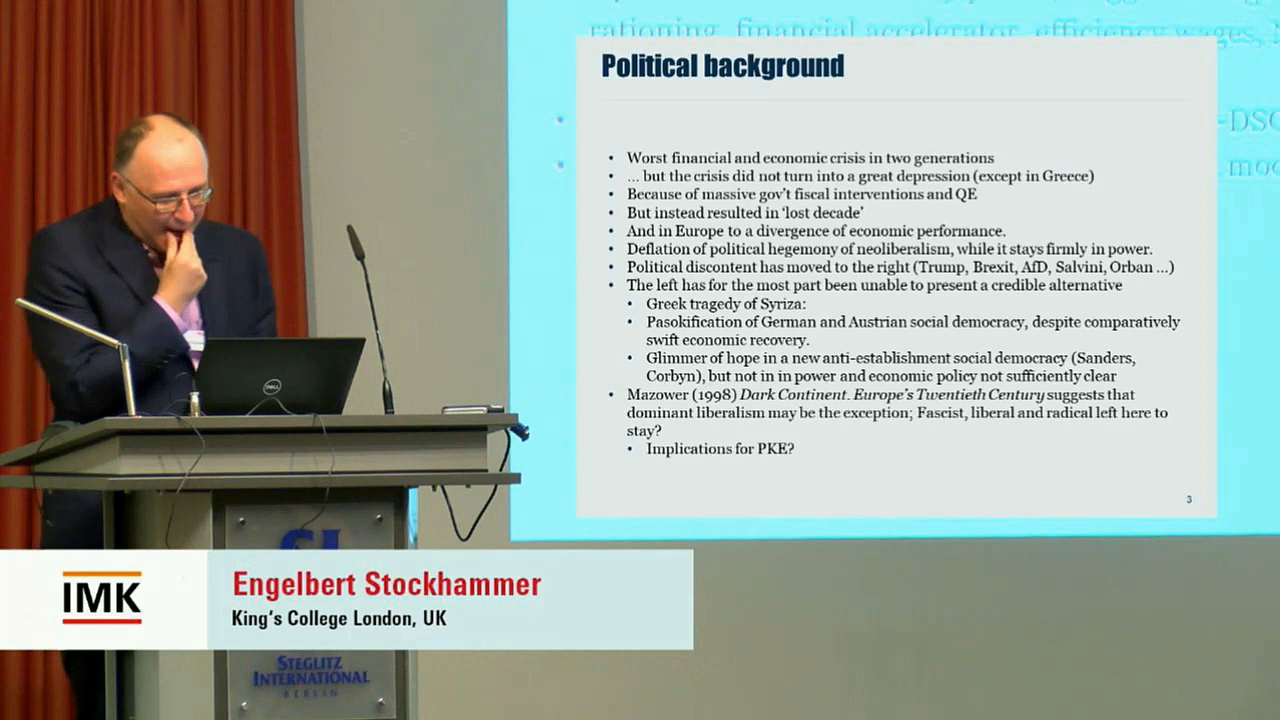 rationing, financial accelerator, efficiency wages,
-DSG
Political background
• Worst financial and economic crisis in two generations
• … but the crisis did not turn into a great depression (except in Greece)
• Because of massive gov't fiscal interventions and QE
• But instead resulted in 'lost decade'
• And in Europe to a divergence of economic performance.
• Deflation of political hegemony of neoliberalism, while it stays firmly in power.
• Political discontent has moved to the right (Trump, Brexit, AfD, Salvini, Orban …)
• The left has for the most part been unable to present a credible alternative
• Greek tragedy of Syriza:
• Pasokification of German and Austrian social democracy, despite comparatively
swift economic recovery.
• Glimmer of hope in a new anti-establishment social democracy (Sanders,
Corbyn), but not in in power and economic policy not sufficiently clear
• Mazower (1998) Dark Continent. Europe's Twentieth Century suggests that
dominant liberalism may be the exception; Fascist, liberal and radical left here to
stay?
• Implications for PKE?
3
DELL
IMK
Engelbert Stockhammer
King's College London, UK
STEGLITZ
INTERNATIONAL
BERLIN